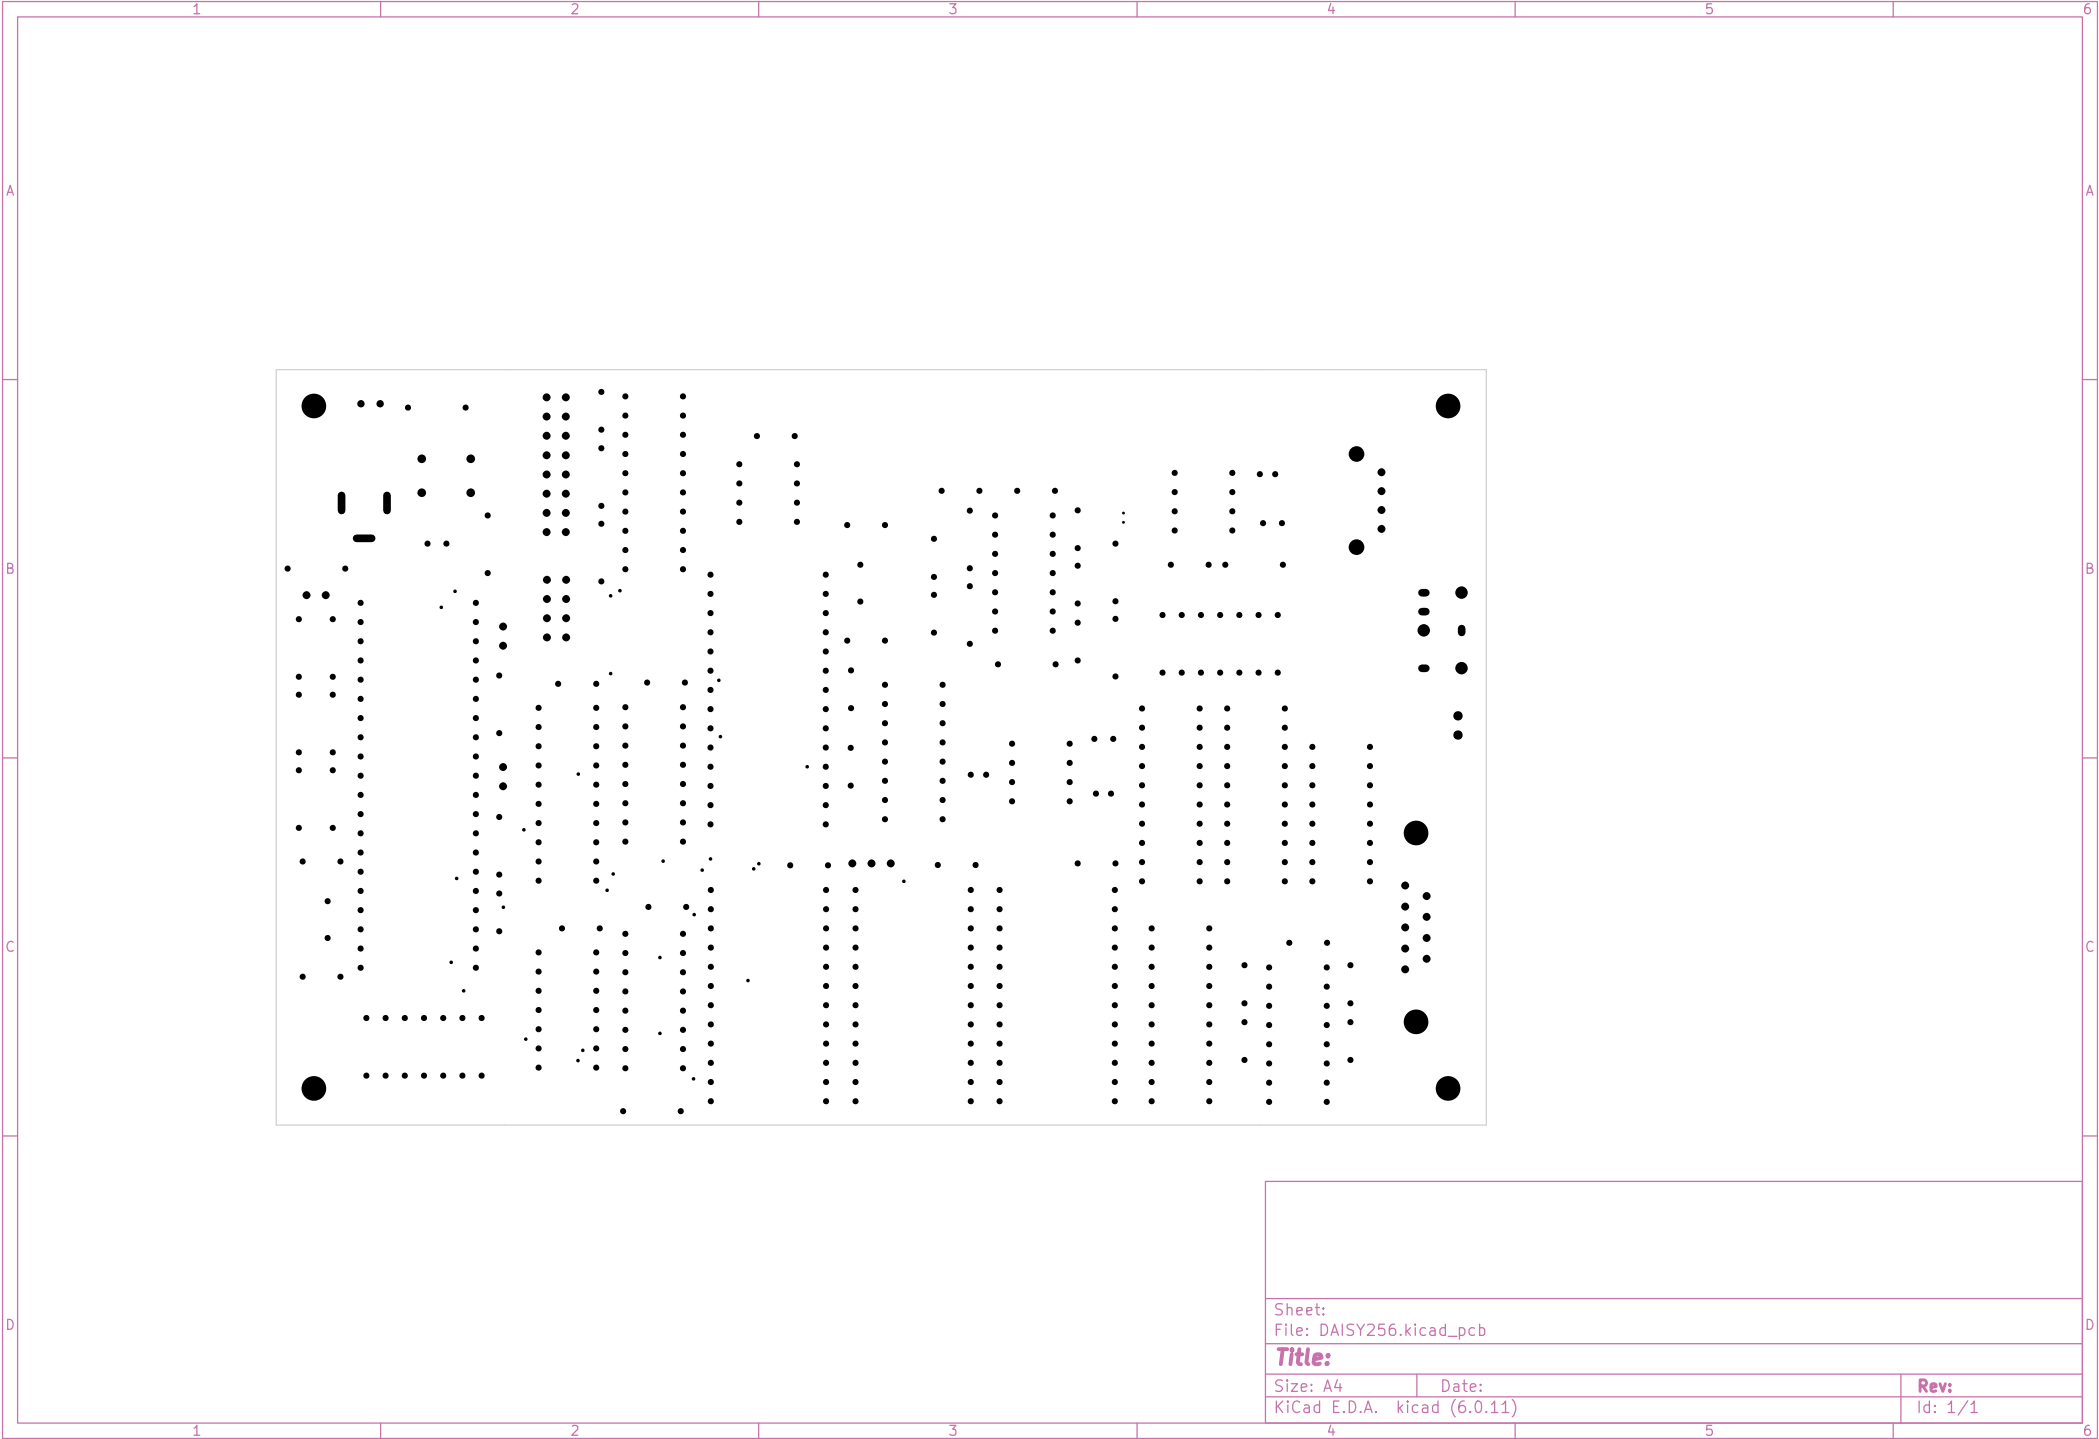 1 2 3 4 5 6
A A
B B
C C
D D
Sheet:
File: DAISY256.kicad_pcb
Title:
Size: A4 Date: Rev:
KiCad E.D.A. kicad (6.0.11) Id: 1/1
1 2 3 4 5 6